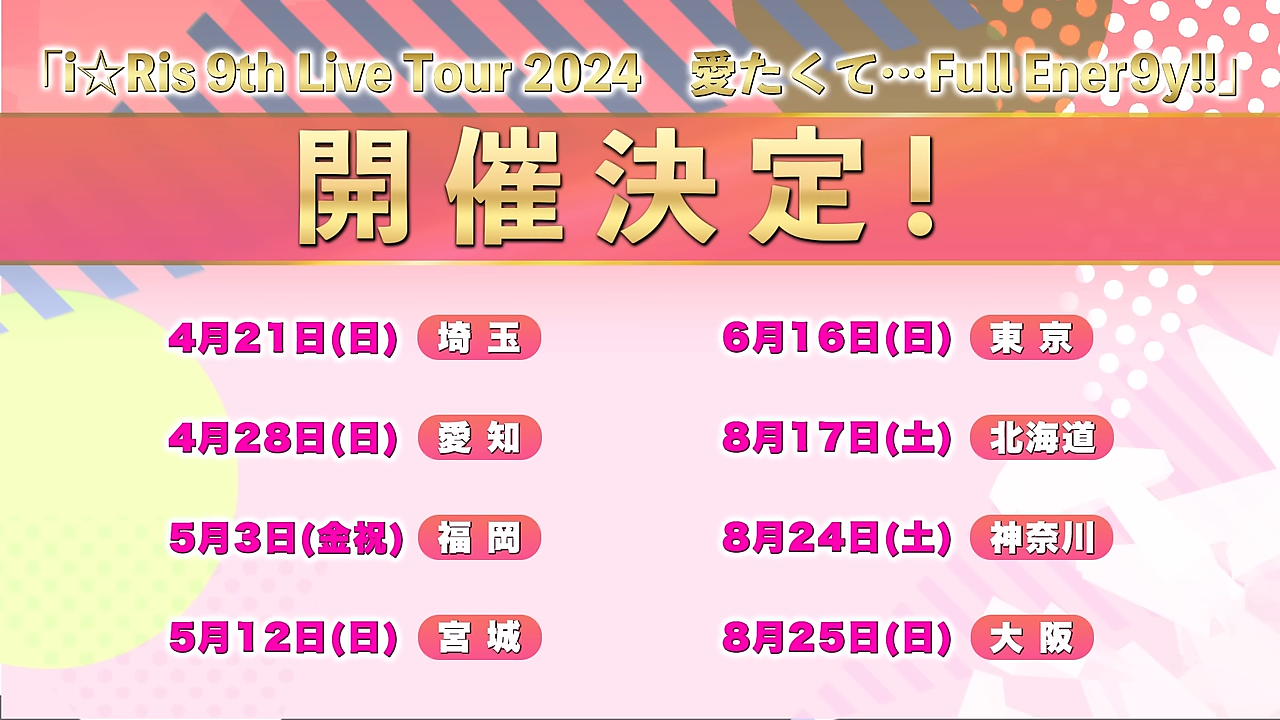 「i☆Ris 9th Live Tour 2024　愛たくて…Full Ener9y!!」
開催決定！
4月21日(日) 埼玉
4月28日(日) 愛知
5月3日(金祝) 福岡
5月12日(日) 宮城
6月16日(日) 東京
8月17日(土) 北海道
8月24日(土) 神奈川
8月25日(日) 大阪